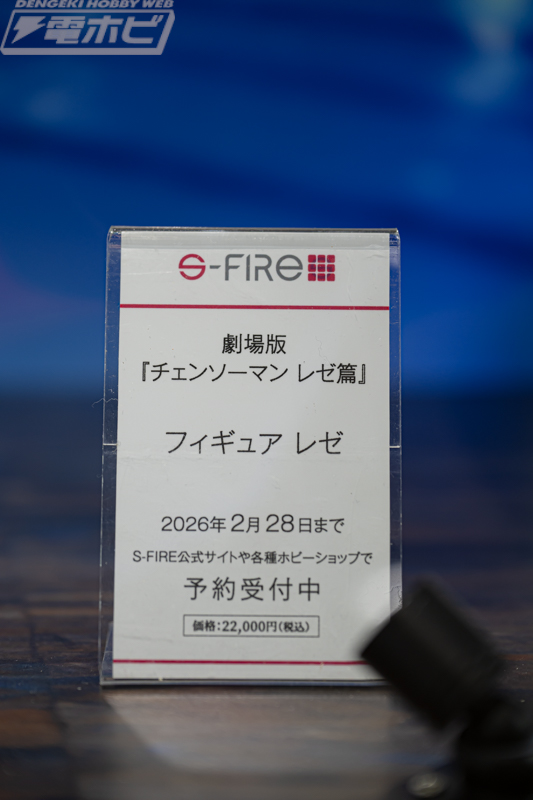 DENGEKI HOBBY WEB
電ホビ
S-FIRE
劇場版
『チェンソーマン レゼ篇』
フィギュア レゼ
2026年2月28日まで
S-FIRE公式サイトや各種ホビーショップで
予約受付中
価格:22,000円(税込)